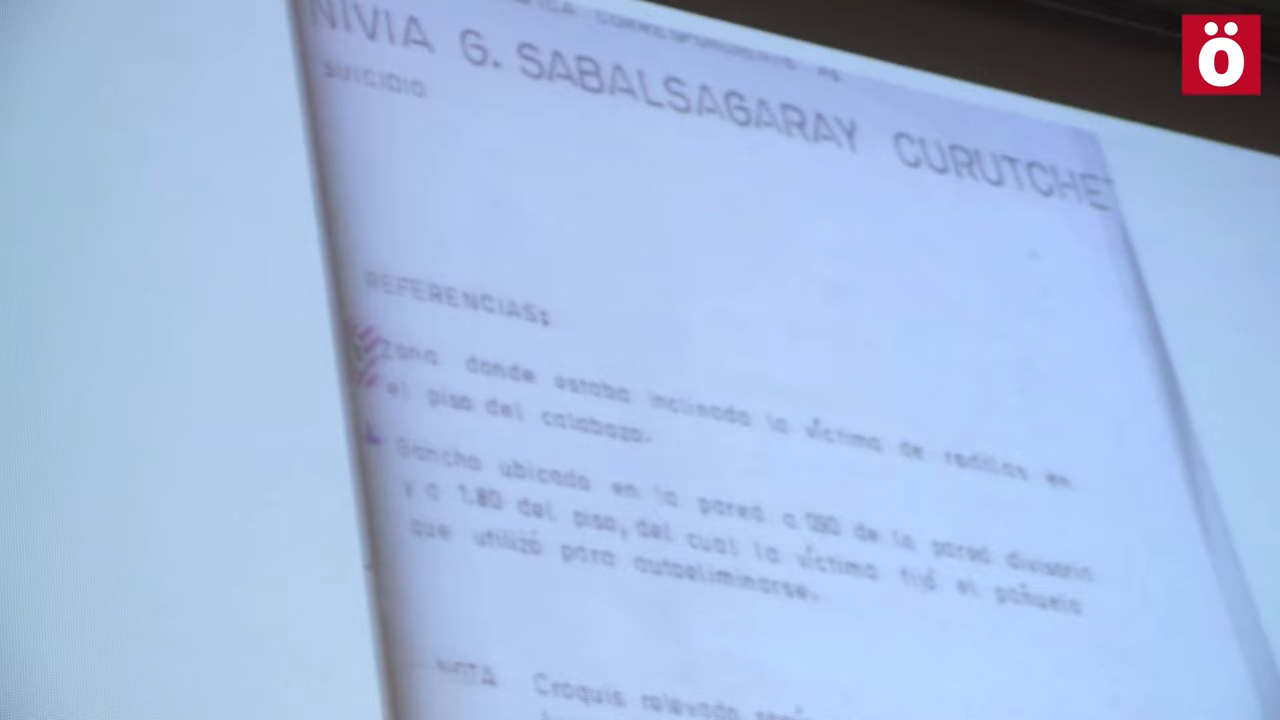 ö
NIVIA G. SABALSAGARAY CURUTCHET
SUICIDIO
REFERENCIAS:
Zona donde estaba inclinada la víctima de rodillas en
el piso del calabozo.
Gancho ubicado en la pared a de la pared divisoria
y a 1.80 del piso, del cual la víctima fijó el pañuelo
que utilizó para autoeliminarse.
NOTA Croquis relevado